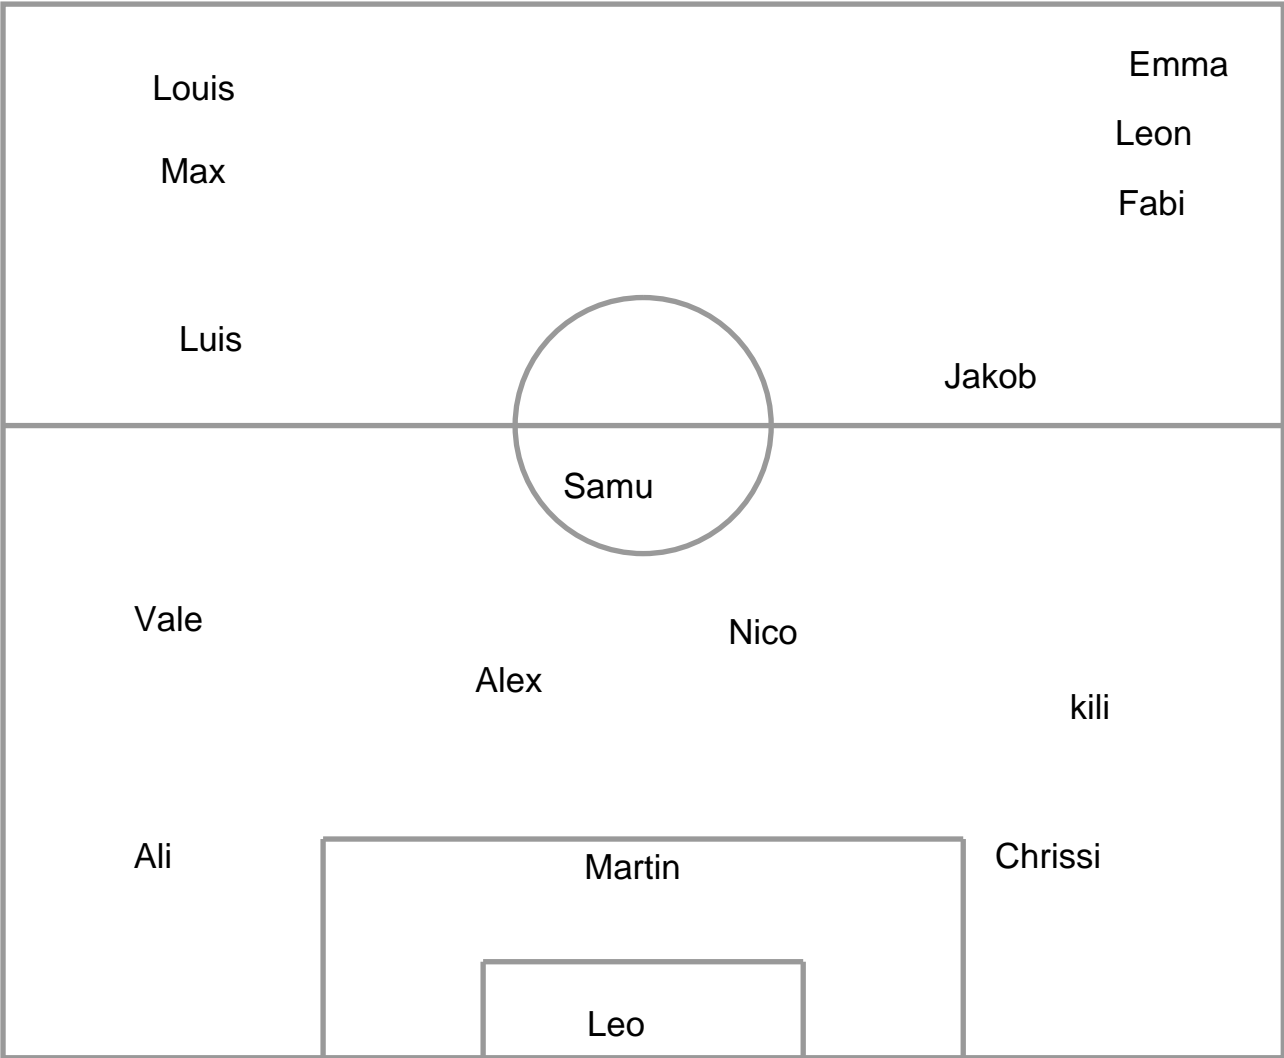 Emma
Louis
Leon
Max
Fabi
Luis
Jakob
Samu
Vale
Nico
Alex
kili
Ali
Martin
Chrissi
Leo